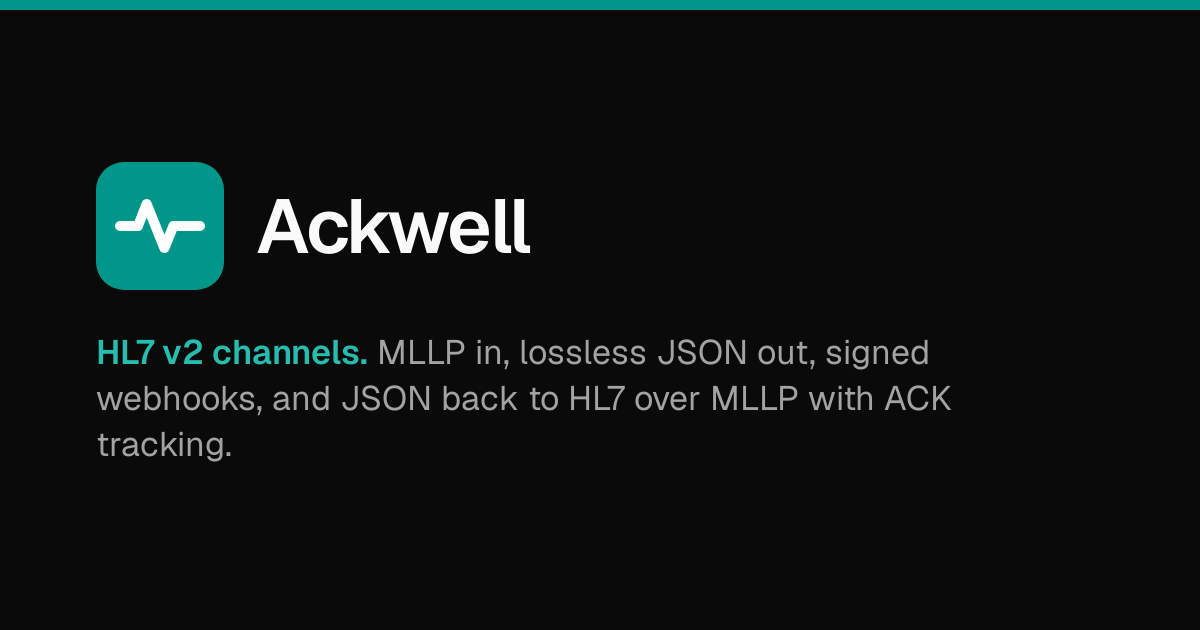 Ackwell
HL7 v2 channels. MLLP in, lossless JSON out, signed
webhooks, and JSON back to HL7 over MLLP with ACK
tracking.